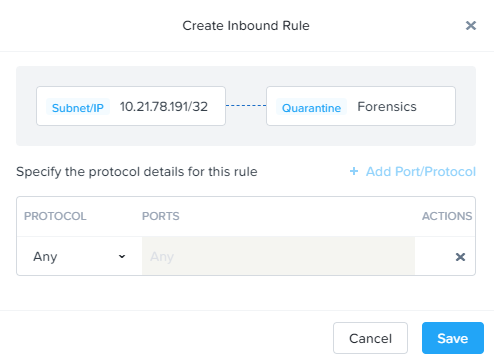 Create Inbound Rule ×
Subnet/IP 10.21.78.191/32 Quarantine Forensics
Specify the protocol details for this rule + Add Port/Protocol
PROTOCOL PORTS ACTIONS
Any Any ×
Cancel Save